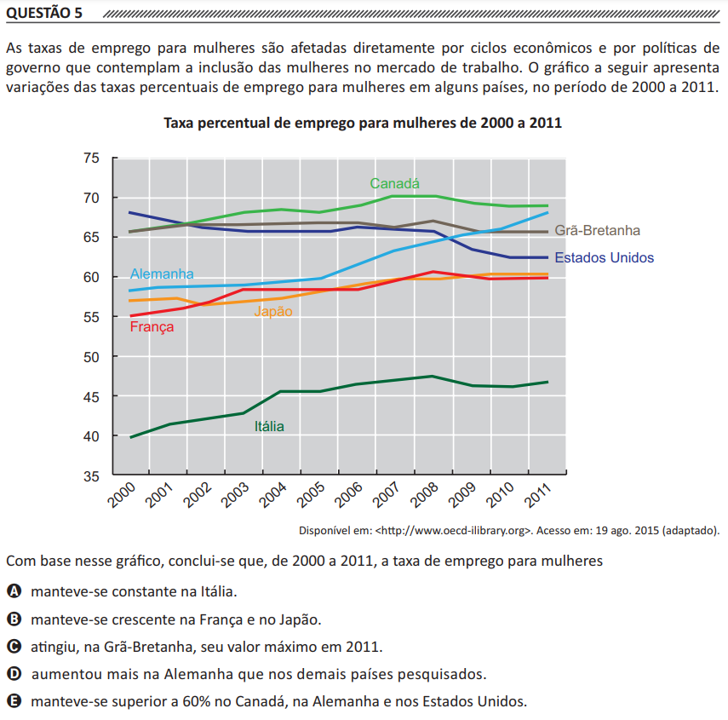 QUESTÃO 5
As taxas de emprego para mulheres são afetadas diretamente por ciclos econômicos e por políticas de
governo que contemplam a inclusão das mulheres no mercado de trabalho. O gráfico a seguir apresenta
variações das taxas percentuais de emprego para mulheres em alguns países, no período de 2000 a 2011.
Taxa percentual de emprego para mulheres de 2000 a 2011
75
70
65
60
55
50
45
40
35
Canadá
Grã-Bretanha
Estados Unidos
Alemanha
Japão
França
Itália
2000 2001 2002 2003 2004 2005 2006 2007 2008 2009 2010 2011
Disponível em: <http://www.oecd-ilibrary.org>. Acesso em: 19 ago. 2015 (adaptado).
Com base nesse gráfico, conclui-se que, de 2000 a 2011, a taxa de emprego para mulheres
A manteve-se constante na Itália.
B manteve-se crescente na França e no Japão.
C atingiu, na Grã-Bretanha, seu valor máximo em 2011.
D aumentou mais na Alemanha que nos demais países pesquisados.
E manteve-se superior a 60% no Canadá, na Alemanha e nos Estados Unidos.